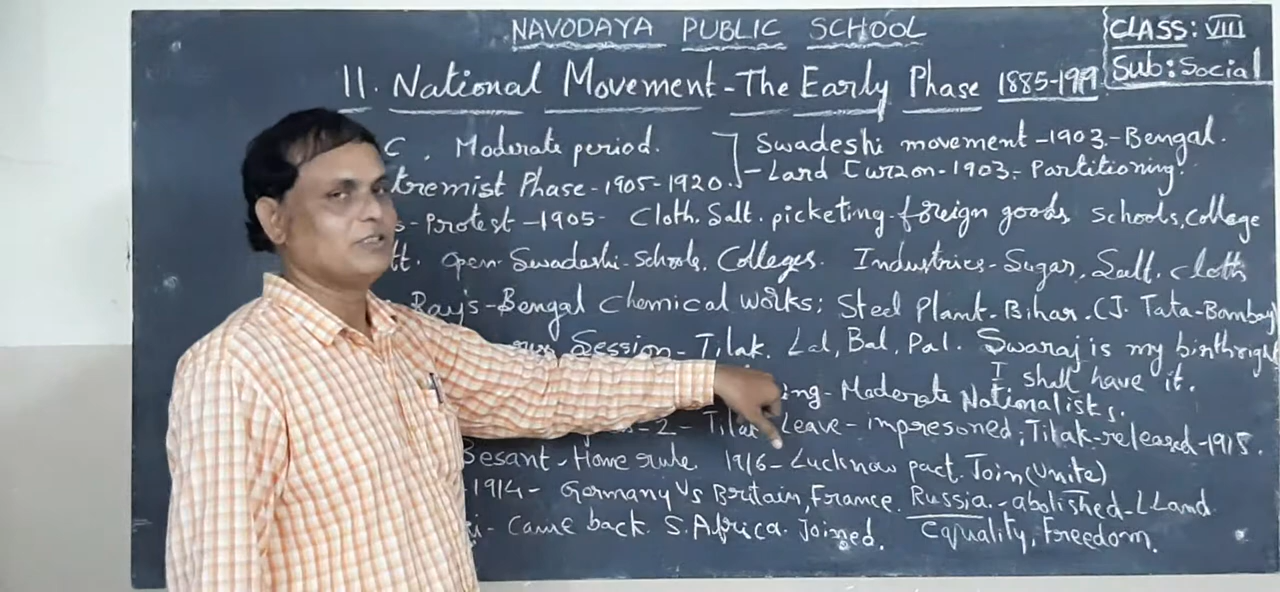 NAVODAYA PUBLIC SCHOOL
CLASS: VIII
Sub: Social
11. National Movement - The Early Phase 1885-1919
C. Moderate period.
Swadeshi movement - 1903 - Bengal.
tremist Phase - 1905-1920.
- Lard Curzon - 1903 - Partitioning.
s - Protest - 1905 - Cloth. Salt. picketing - foreign goods schools, college
tt. open Swadeshi - Schools. Colleges. Industries - Sugar, Salt. cloth
Ray's - Bengal Chemical works; Steel Plant - Bihar. (J. Tata - Bombay)
Session - Tilak. Lal, Bal, Pal. Swaraj is my birthright
I shall have it.
ing - Moderate Nationalists.
- 2 - Tilak Leave - impresoned; Tilak - released - 1915.
Besant - Home rule. 1916 - Lucknow pact. Join (Unite)
- 1914 - Germany Vs Britain, France. Russia. - abolished - LLand
i - Came back. S. Africa. Joined. Equality, Freedom.